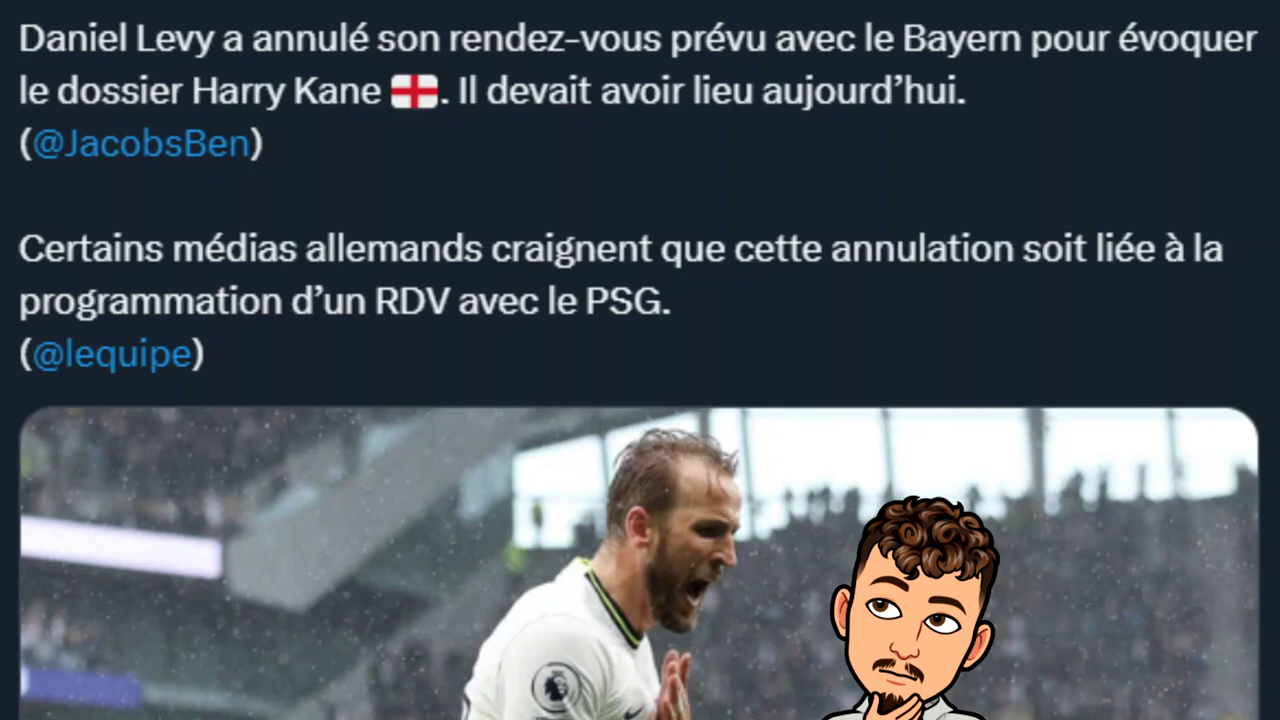 Daniel Levy a annulé son rendez-vous prévu avec le Bayern pour évoquer
le dossier Harry Kane 🏴󠁧󠁢󠁥󠁮󠁧󠁿. Il devait avoir lieu aujourd’hui.
(@JacobsBen)
Certains médias allemands craignent que cette annulation soit liée à la
programmation d’un RDV avec le PSG.
(@lequipe)